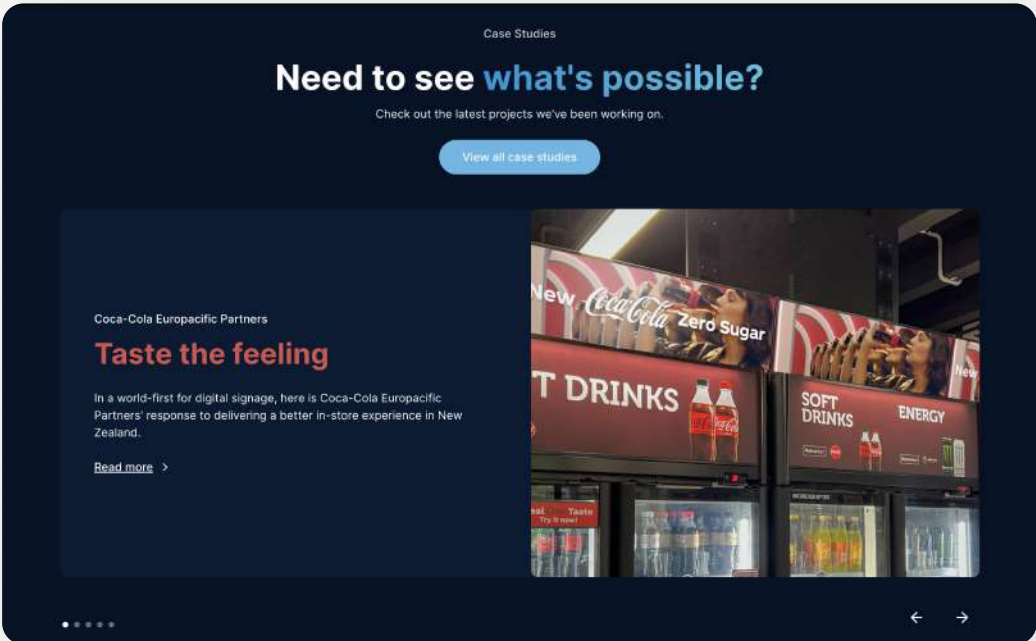 Case Studies
Need to see what's possible?
Check out the latest projects we've been working on.
View all case studies
Coca-Cola Europacific Partners
Taste the feeling
In a world-first for digital signage, here is Coca-Cola Europacific
Partners' response to delivering a better in-store experience in New
Zealand.
Read more
New Coca-Cola Zero Sugar
New
T DRINKS
SOFT
DRINKS
ENERGY
Taste
Try it now!